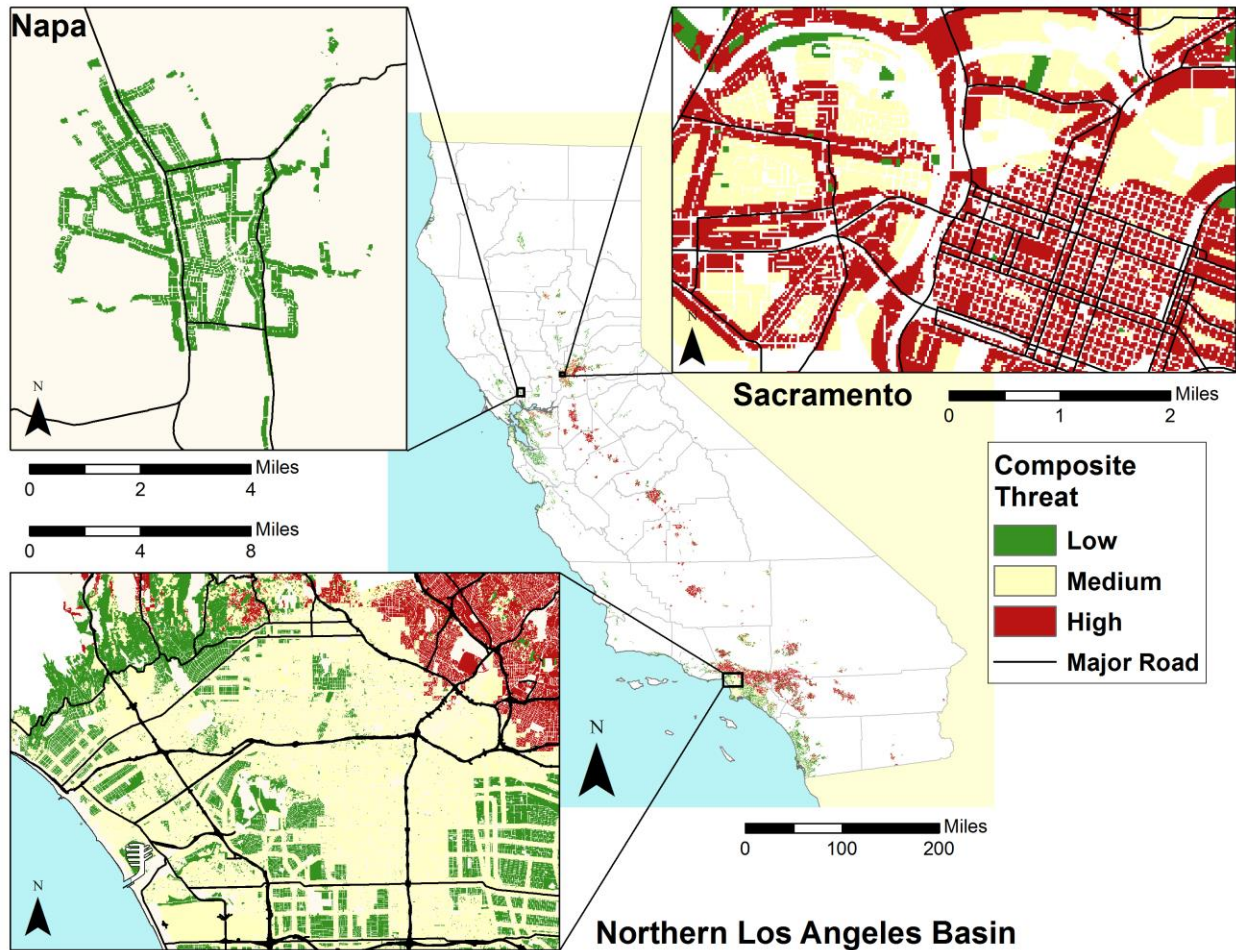 Napa
N
Miles
0 2 4
Miles
0 4 8
N
Sacramento
Miles
0 1 2
Composite
Threat
Low
Medium
High
Major Road
N
N
Miles
0 100 200
Northern Los Angeles Basin